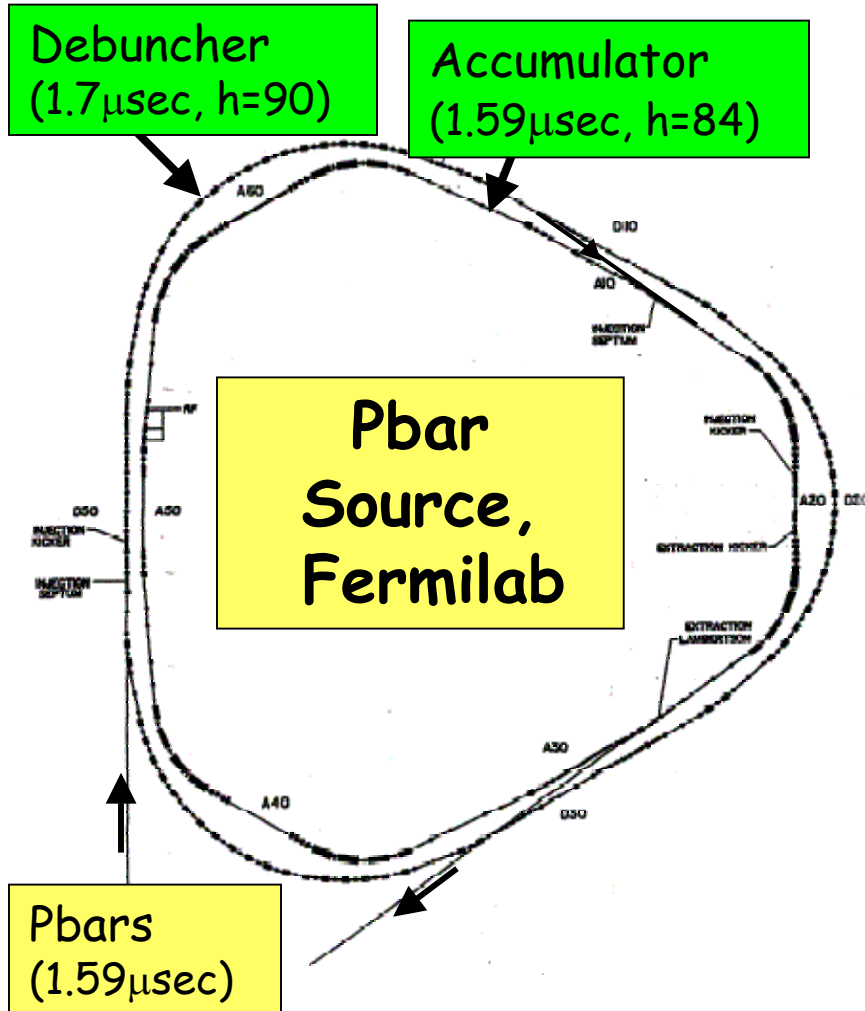 Debuncher
(1.7μsec, h=90)
Accumulator
(1.59μsec, h=84)
A60
D10
A10
INJECTION
SEPTUM
Pbar
Source,
Fermilab
RF
INJECTION
KICKER
D50
A50
INJECTION
KICKER
INJECTION
SEPTUM
A20
D20
EXTRACTION KICKER
EXTRACTION
LAMBERTSON
A30
D30
A40
Pbars
(1.59μsec)